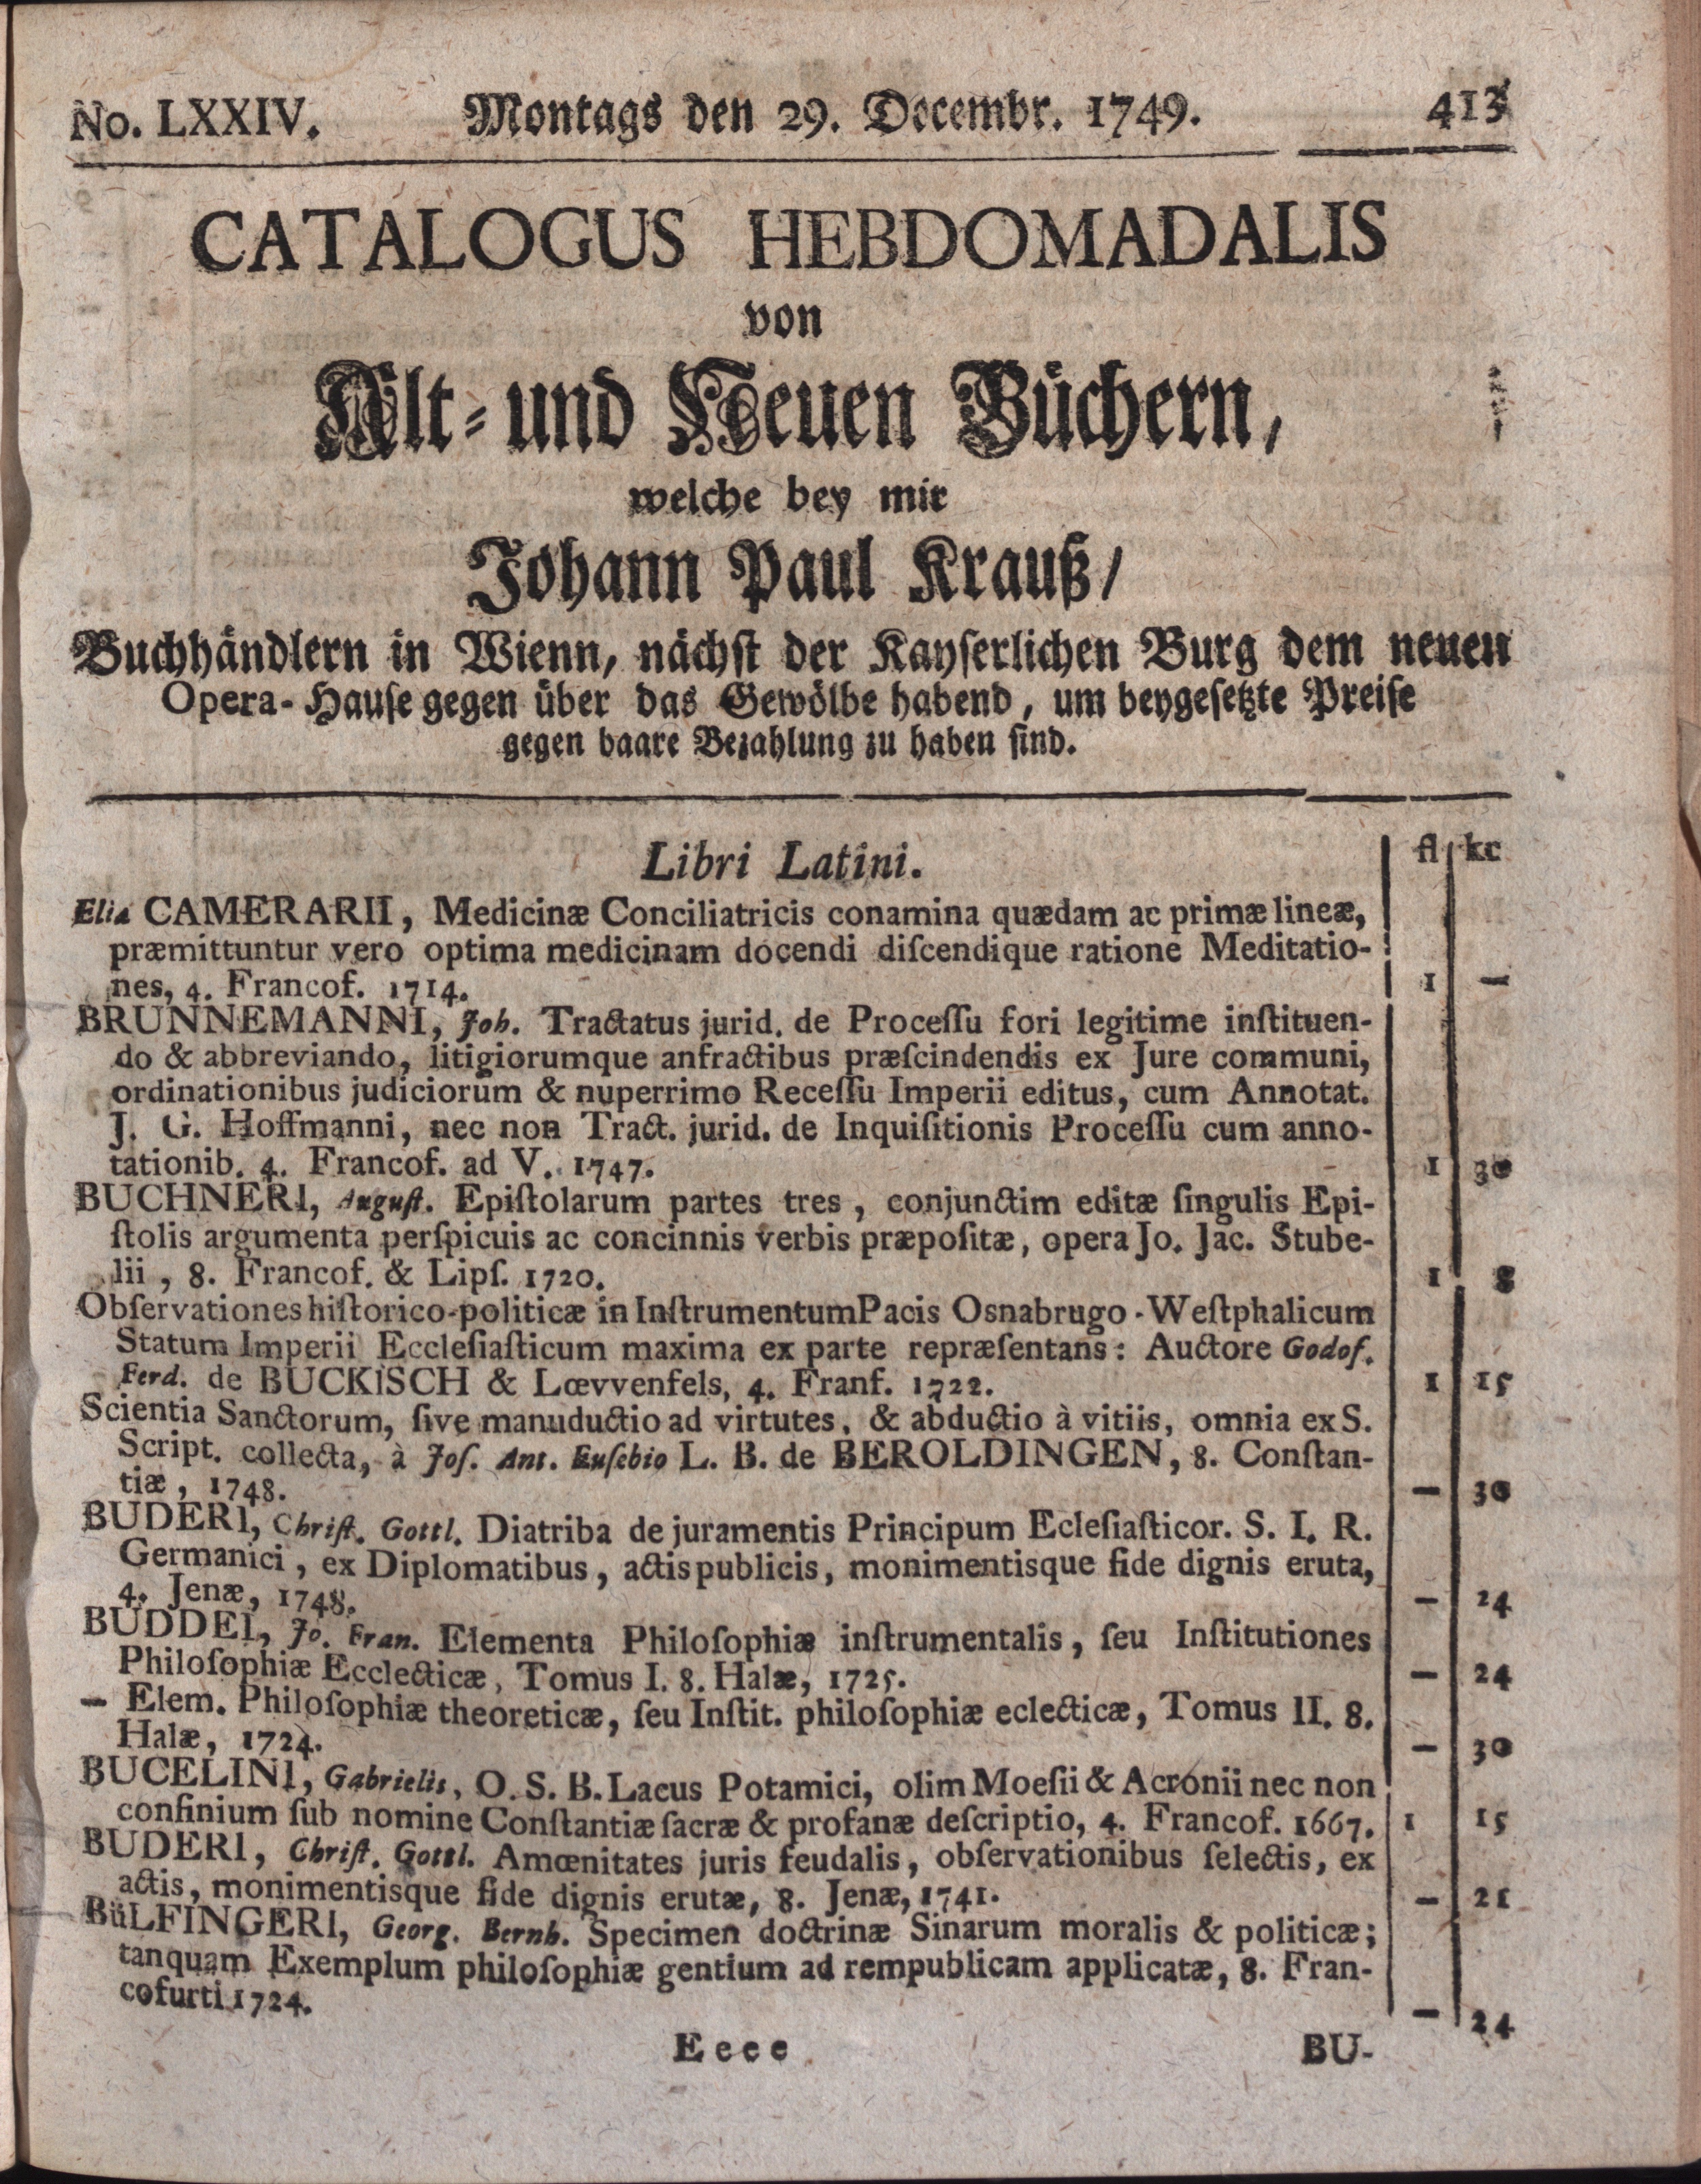 No. LXXIV. Montags den 29. Decembr. 1749. 413
CATALOGUS HEBDOMADALIS
von
Alt- und Neuen Büchern,
welche bey mir
Johann Paul Krauß/
Buchhändlern in Wienn, nächst der Kayserlichen Burg dem neuen
Opera-Hause gegen über das Gewölbe habend, um beygesetzte Preise
gegen baare Bezahlung zu haben sind.
Libri Latini. fl kc
Eliæ CAMERARII, Medicinæ Conciliatricis conamina quædam ac primæ lineæ,
præmittuntur vero optima medicinam docendi diſcendique ratione Meditatio-
nes, 4. Francof. 1714. 1 —
BRUNNEMANNI, Joh. Tractatus jurid. de Proceſſu fori legitime inſtituen-
do & abbreviando, litigiorumque anfractibus præſcindendis ex Jure communi,
ordinationibus judiciorum & nuperrimo Receſſu Imperii editus, cum Annotat.
J. G. Hoffmanni, nec non Tract. jurid. de Inquiſitionis Proceſſu cum anno-
tationib. 4. Francof. ad V. 1747. 1 30
BUCHNERI, Auguſt. Epiſtolarum partes tres, conjunctim editæ ſingulis Epi-
ſtolis argumenta perſpicuis ac concinnis verbis præpoſitæ, opera Jo. Jac. Stube-
lii, 8. Francof. & Lipſ. 1720. 1 8
Obſervationes hiſtorico-politicæ in Inſtrumentum Pacis Osnabrugo-Weſtphalicum
Statum Imperii Eccleſiaſticum maxima ex parte repræſentans: Auctore Godof.
Ferd. de BUCKISCH & Lœvvenfels, 4. Franf. 1722. 1 15
Scientia Sanctorum, ſive manuductio ad virtutes, & abductio à vitiis, omnia ex S.
Script. collecta, à Joſ. Ant. Euſebio L. B. de BEROLDINGEN, 8. Conſtan-
tiæ, 1748. — 30
BUDERI, Chriſt. Gottl. Diatriba de juramentis Principum Ecleſiaſticor. S. I. R.
Germanici, ex Diplomatibus, actis publicis, monimentisque fide dignis eruta,
4. Jenæ, 1748. — 24
BUDDEI, Jo. Fran. Elementa Philoſophiæ inſtrumentalis, ſeu Inſtitutiones
Philoſophiæ Ecclecticæ, Tomus I. 8. Halæ, 1725. — 24
— Elem. Philoſophiæ theoreticæ, ſeu Inſtit. philoſophiæ eclecticæ, Tomus II. 8.
Halæ, 1724. — 30
BUCELINI, Gabrielis, O. S. B. Lacus Potamici, olim Moeſii & Acronii nec non
confinium ſub nomine Conſtantiæ ſacræ & profanæ deſcriptio, 4. Francof. 1667. 1 15
BUDERI, Chriſt. Gottl. Amœnitates juris feudalis, obſervationibus ſelectis, ex
actis, monimentisque fide dignis erutæ, 8. Jenæ, 1741. — 21
BüLFINGERI, Georg. Bernh. Specimen doctrinæ Sinarum moralis & politicæ;
tanquam Exemplum philoſophiæ gentium ad rempublicam applicatæ, 8. Fran-
cofurti 1724. — 24
Eeee BU-